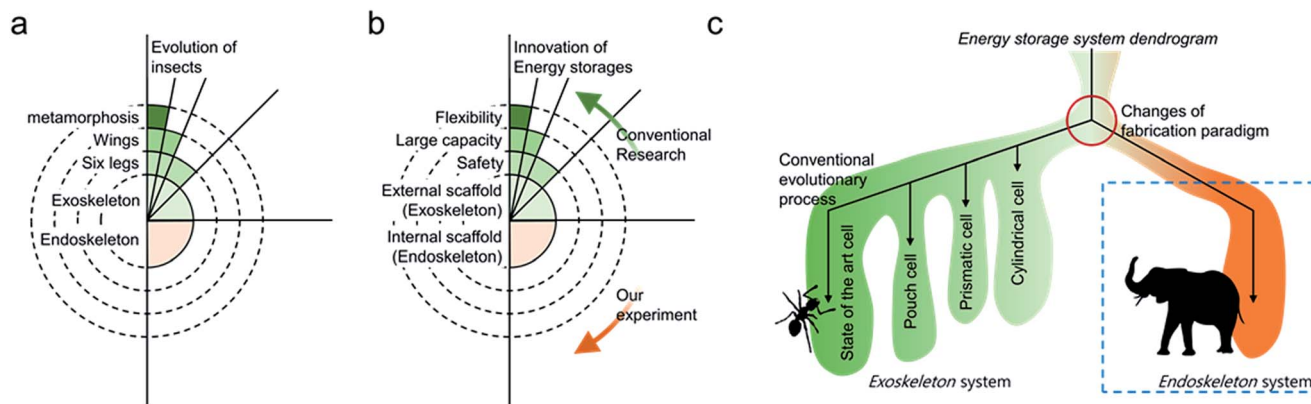 a
Evolution of
insects
metamorphosis
Wings
Six legs
Exoskeleton
Endoskeleton
b
Innovation of
Energy storages
Flexibility
Large capacity
Safety
External scaffold
(Exoskeleton)
Internal scaffold
(Endoskeleton)
Conventional
Research
Our
experiment
c
Energy storage system dendrogram
Changes of
fabrication paradigm
Conventional
evolutionary
process
State of the art cell
Pouch cell
Prismatic cell
Cylindrical cell
Exoskeleton system
Endoskeleton system